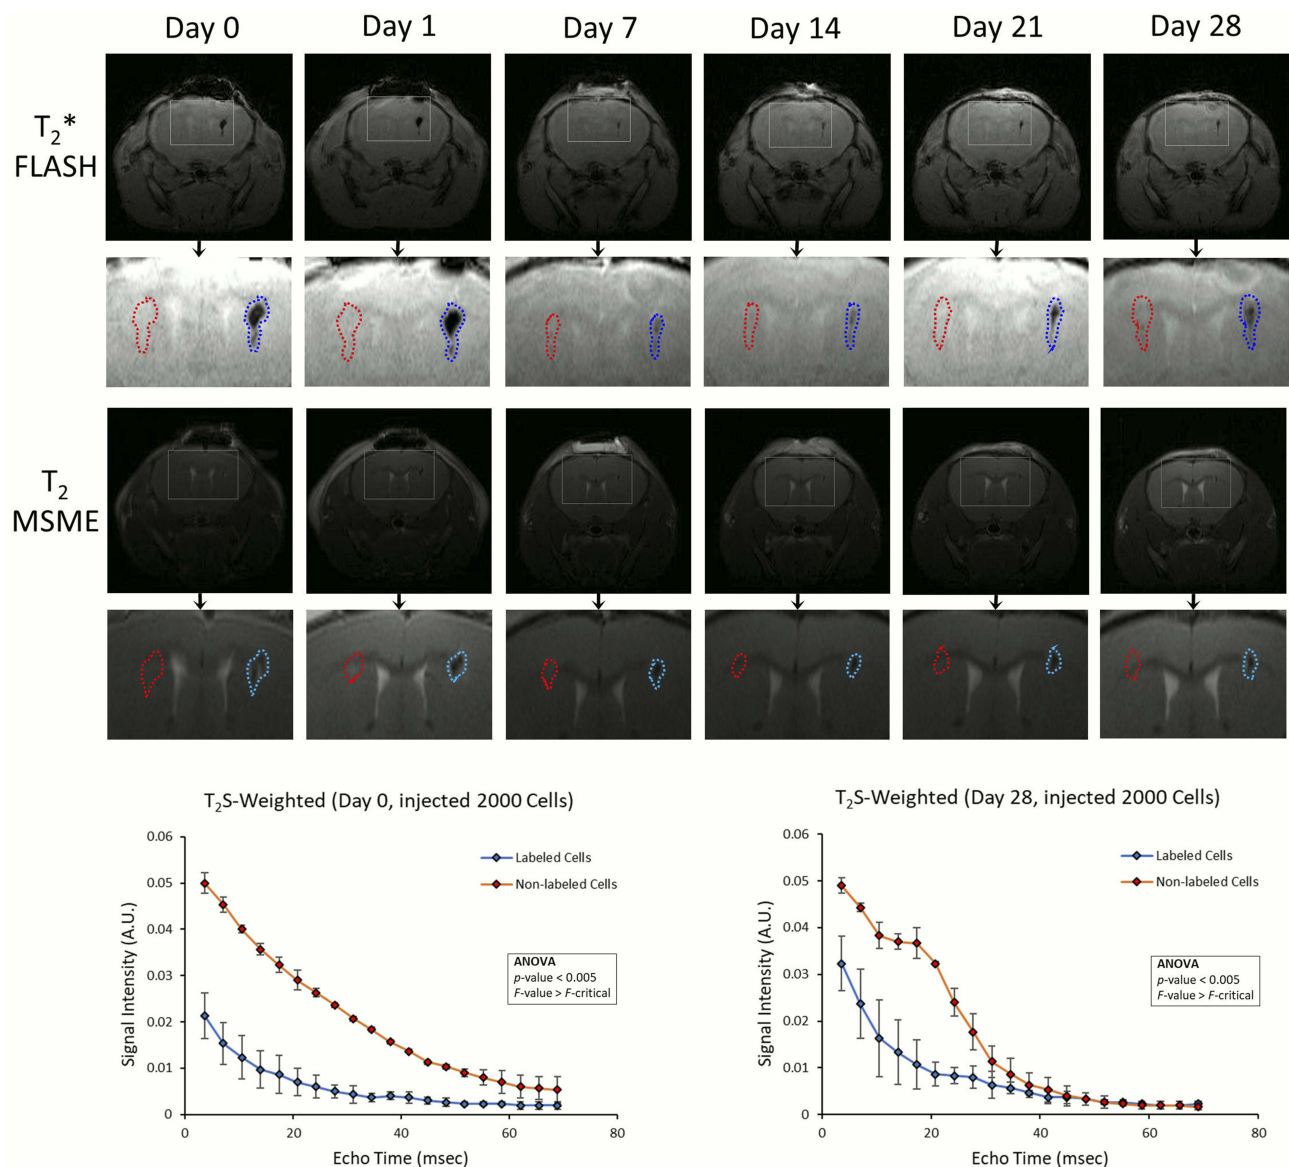 Day 0 Day 1 Day 7 Day 14 Day 21 Day 28
T2*
FLASH
T2
MSME
T2S-Weighted (Day 0, injected 2000 Cells)
0.06
0.05
0.04
0.03
0.02
0.01
0
Signal Intensity (A.U.)
Labeled Cells
Non-labeled Cells
ANOVA
p-value < 0.005
F-value > F-critical
0 20 40 60 80
Echo Time (msec)
T2S-Weighted (Day 28, injected 2000 Cells)
0.06
0.05
0.04
0.03
0.02
0.01
0
Signal Intensity (A.U.)
Labeled Cells
Non-labeled Cells
ANOVA
p-value < 0.005
F-value > F-critical
0 20 40 60 80
Echo Time (msec)